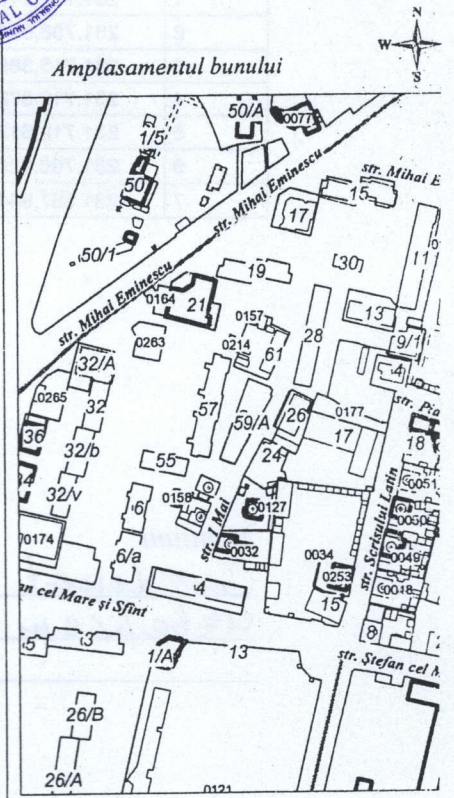 N
W
S
Amplasamentul bunului
50/A
0077
1/5
50
str. Mihai E
15
str. Mihai Eminescu
17
50/1
11
19
[30]
0164
21
13
str. Mihai Eminescu
0157
28
9/1
0263
0214
61
4
32/A
0265
57
26
0177
32
59/A
17
18
36
32/b
24
55
0051
34
32/v
0158
0127
0050
6
str. 1 Mai
str. Scrisului Latin
00174
0032
0034
0049
6/a
0253
0048
4
15
an cel Mare și Sfînt
8
5
3
13
1/A
str. Ștefan cel M
26/B
26/A
0121